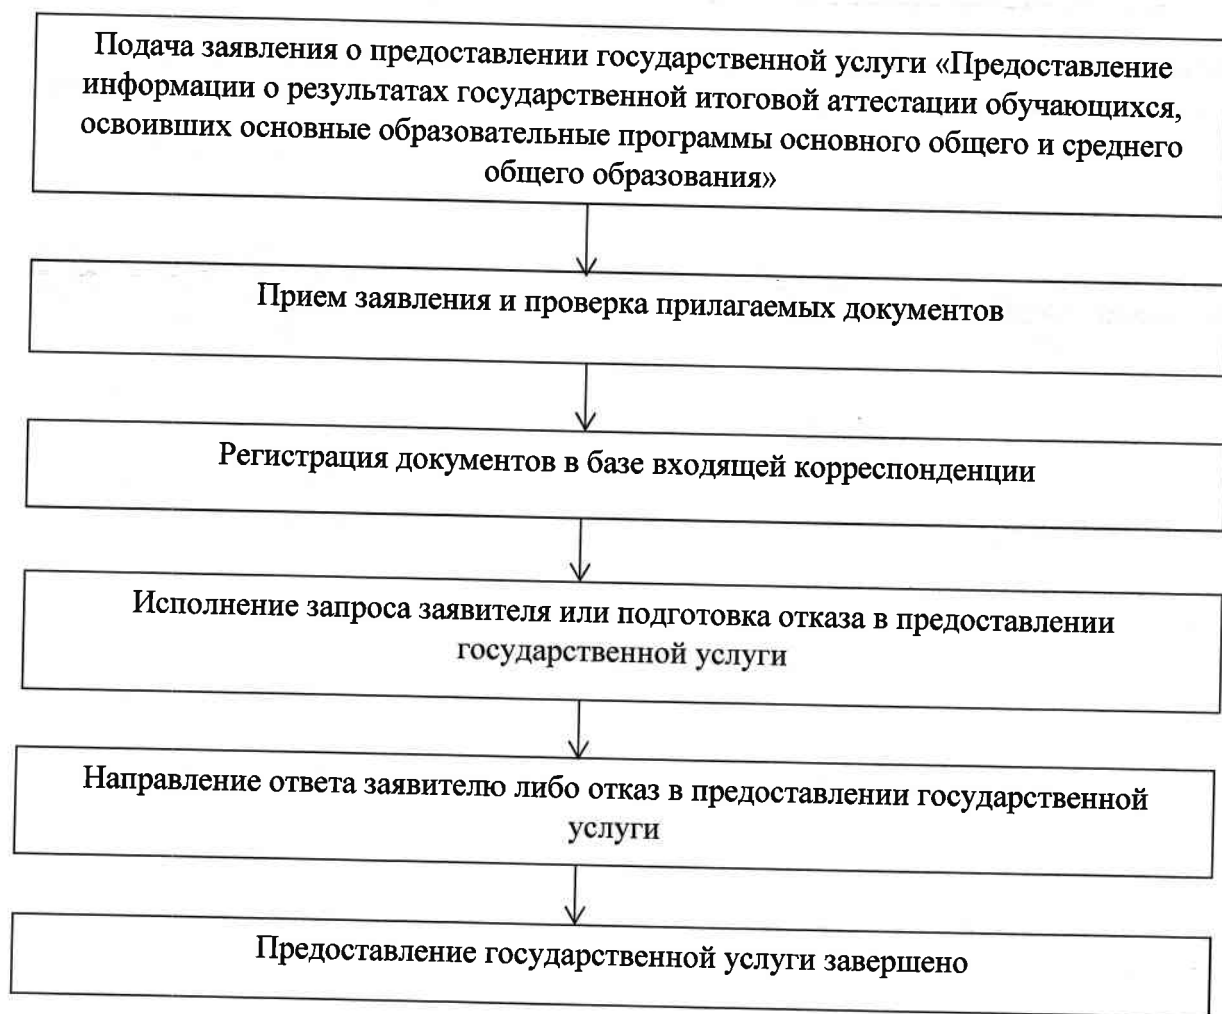 Подача заявления о предоставлении государственной услуги «Предоставление
информации о результатах государственной итоговой аттестации обучающихся,
освоивших основные образовательные программы основного общего и среднего
общего образования»
Прием заявления и проверка прилагаемых документов
Регистрация документов в базе входящей корреспонденции
Исполнение запроса заявителя или подготовка отказа в предоставлении
государственной услуги
Направление ответа заявителю либо отказ в предоставлении государственной
услуги
Предоставление государственной услуги завершено